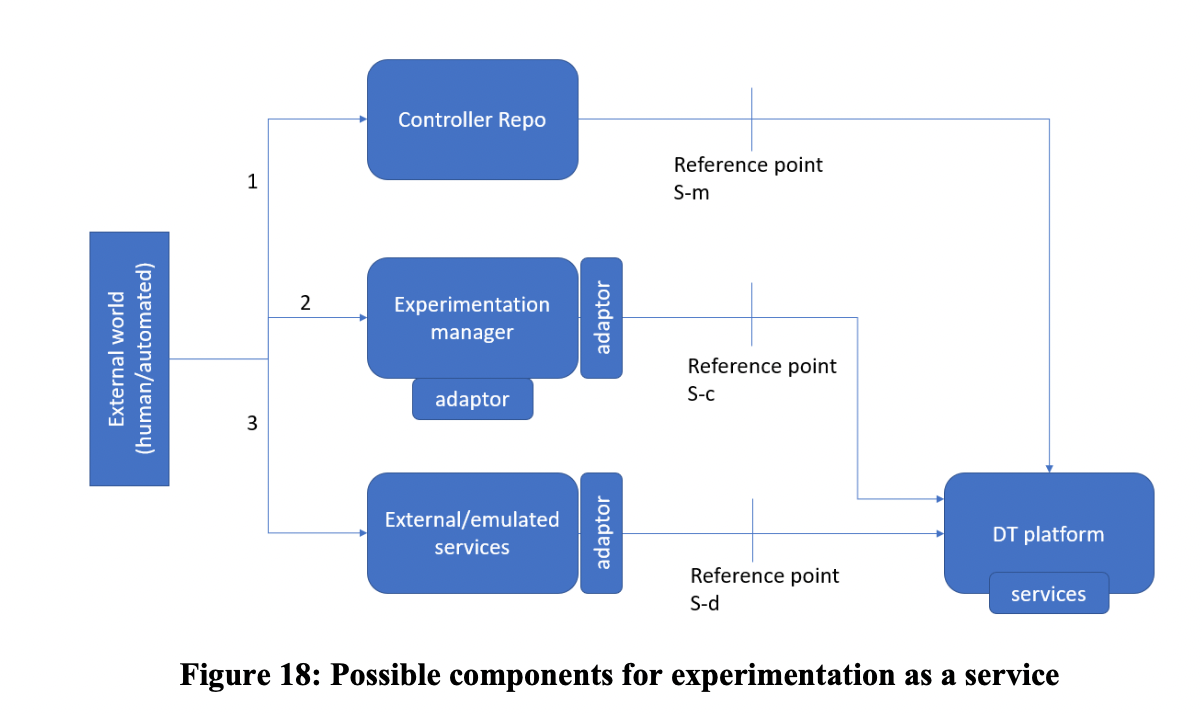 Controller Repo
Reference point
S-m
1
External world
(human/automated)
2
Experimentation
manager
adaptor
adaptor
Reference point
S-c
3
External/emulated
services
adaptor
Reference point
S-d
DT platform
services
Figure 18: Possible components for experimentation as a service